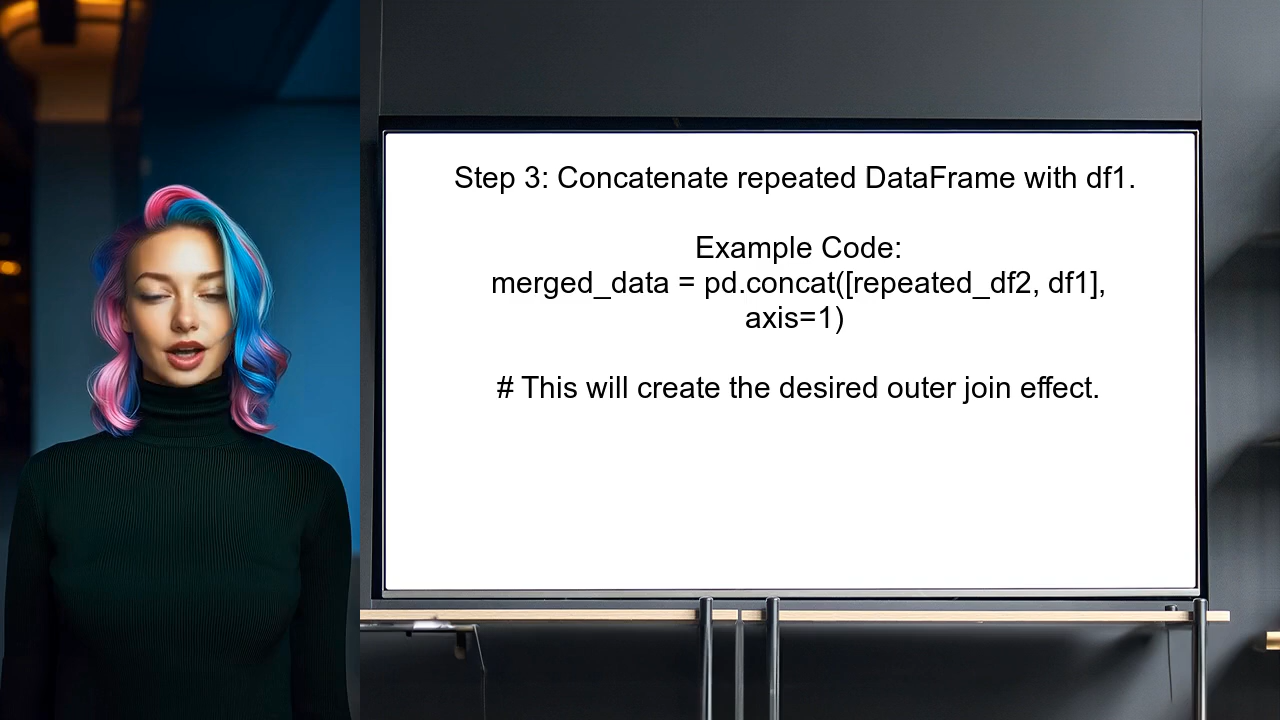 Step 3: Concatenate repeated DataFrame with df1.
Example Code:
merged_data = pd.concat([repeated_df2, df1],
axis=1)
# This will create the desired outer join effect.